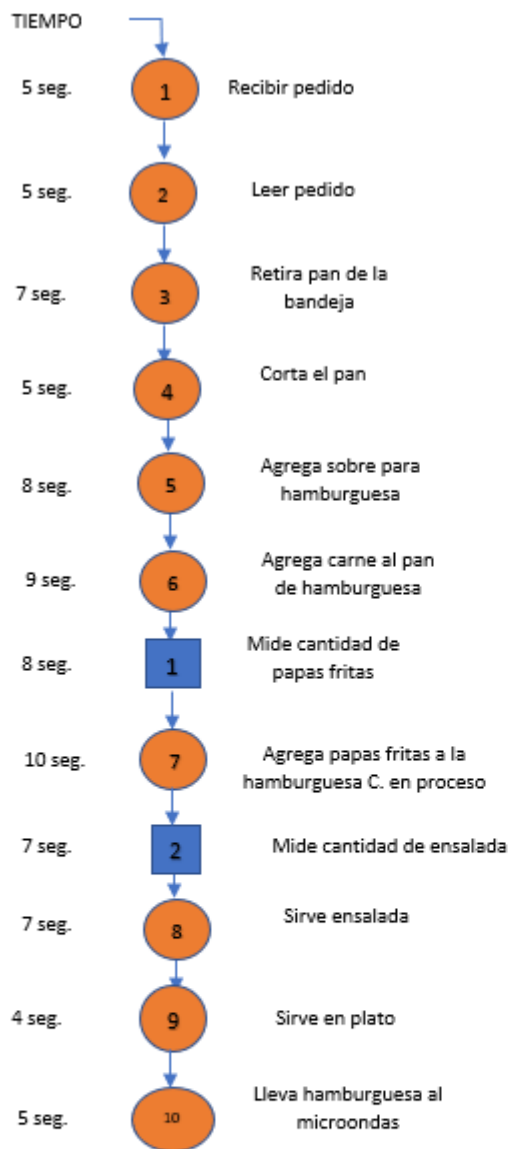 TIEMPO
5 seg.
1
Recibir pedido
5 seg.
2
Leer pedido
7 seg.
3
Retira pan de la
bandeja
5 seg.
4
Corta el pan
8 seg.
5
Agrega sobre para
hamburguesa
9 seg.
6
Agrega carne al pan
de hamburguesa
8 seg.
1
Mide cantidad de
papas fritas
10 seg.
7
Agrega papas fritas a la
hamburguesa C. en proceso
7 seg.
2
Mide cantidad de ensalada
7 seg.
8
Sirve ensalada
4 seg.
9
Sirve en plato
5 seg.
10
Lleva hamburguesa al
microondas